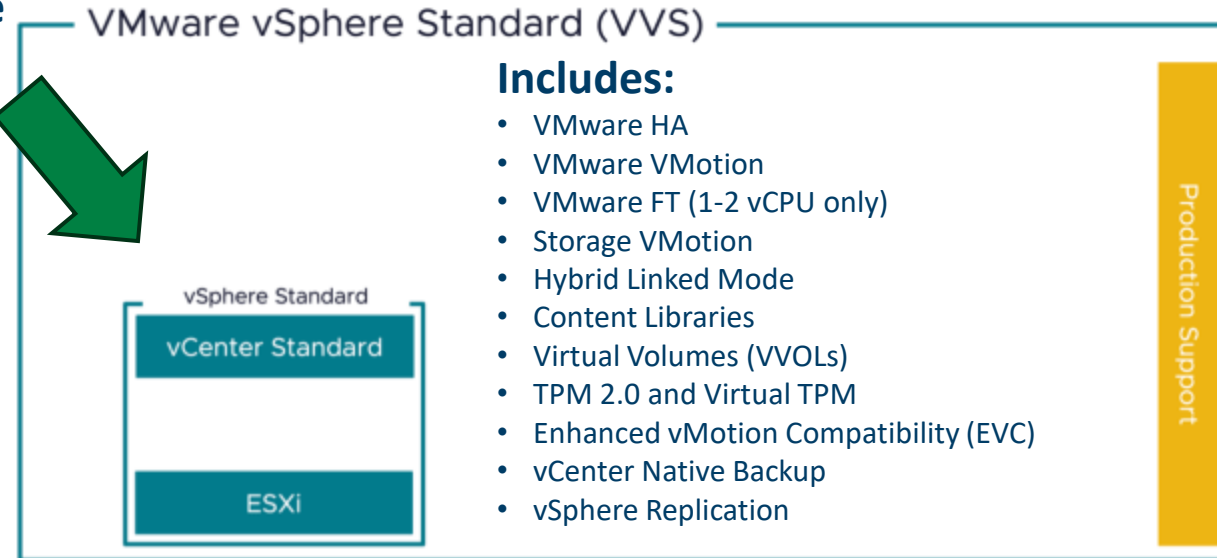 e
VMware vSphere Standard (VVS)
Includes:
• VMware HA
• VMware VMotion
• VMware FT (1-2 vCPU only)
• Storage VMotion
• Hybrid Linked Mode
• Content Libraries
• Virtual Volumes (VVOLs)
• TPM 2.0 and Virtual TPM
• Enhanced vMotion Compatibility (EVC)
• vCenter Native Backup
• vSphere Replication
vSphere Standard
vCenter Standard
ESXi
Production Support